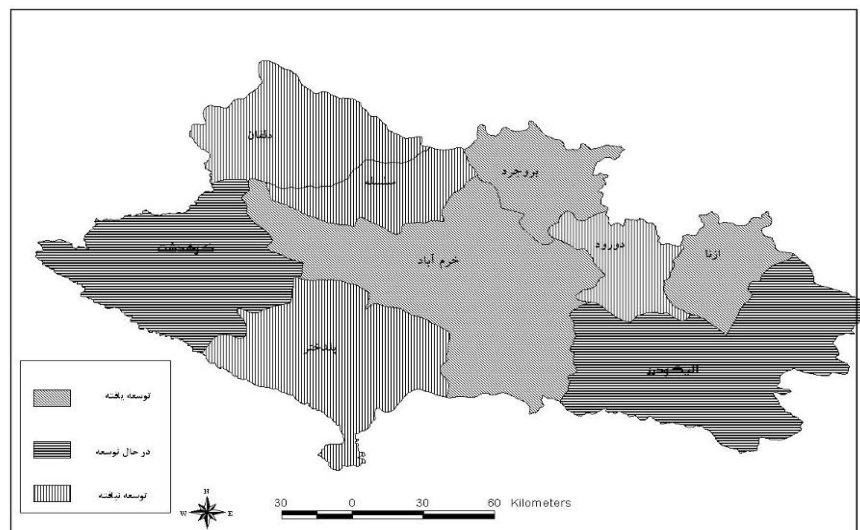 دلفان
سلسله
بروجرد
کوهدشت
خرم آباد
دورود
ازنا
پلدختر
الیگودرز
توسعه یافته
در حال توسعه
توسعه نیافته
N
W E
S
30 0 30 60 Kilometers